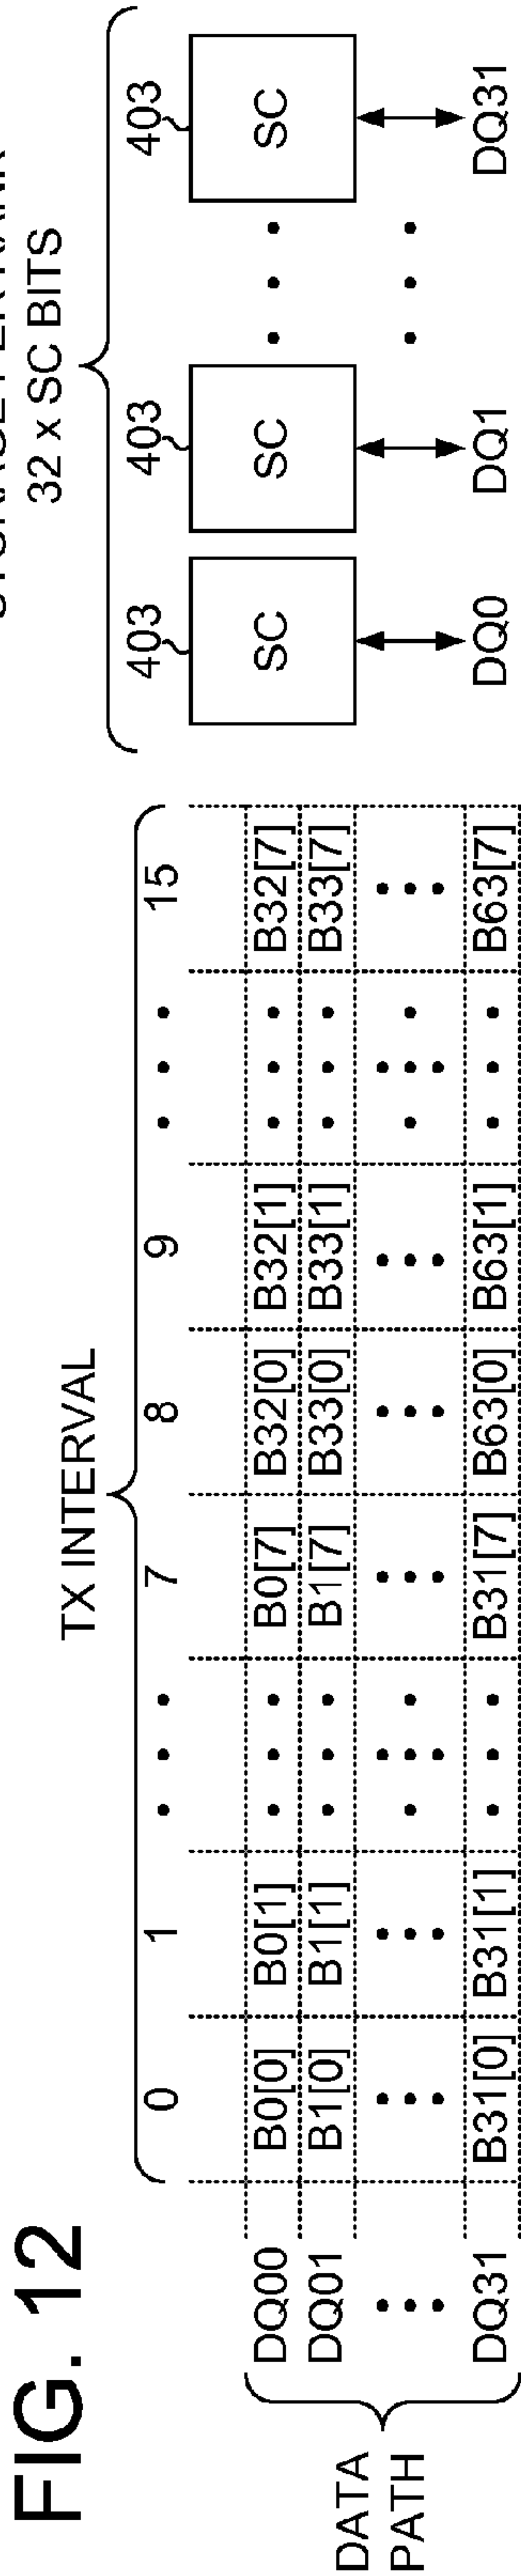 FIG. 12
TX INTERVAL
0 1 • • • 7 8 9 • • • 15
DATA
PATH
DQ00 B0[0] B0[1] • • • B0[7] B32[0] B32[1] • • • B32[7]
DQ01 B1[0] B1[1] • • • B1[7] B33[0] B33[1] • • • B33[7]
• • • • • • • • • • • • • • • • • • • • • • • • • • • • • •
DQ31 B31[0] B31[1] • • • B31[7] B63[0] B63[1] • • • B63[7]
32 x SC BITS
403 403 403
SC SC • • • SC
DQ0 DQ1 • • • DQ31